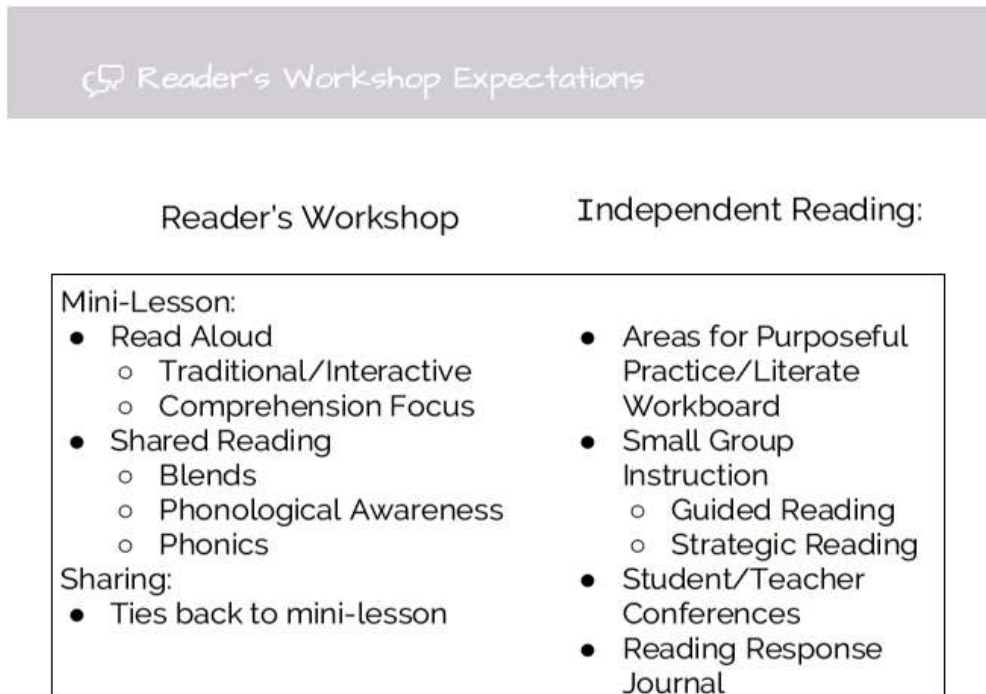 Reader's Workshop Expectations
Reader's Workshop
Independent Reading:
Mini-Lesson:
● Read Aloud
○ Traditional/Interactive
○ Comprehension Focus
● Shared Reading
○ Blends
○ Phonological Awareness
○ Phonics
Sharing:
● Ties back to mini-lesson
● Areas for Purposeful
Practice/Literate
Workboard
● Small Group
Instruction
○ Guided Reading
○ Strategic Reading
● Student/Teacher
Conferences
● Reading Response
Journal